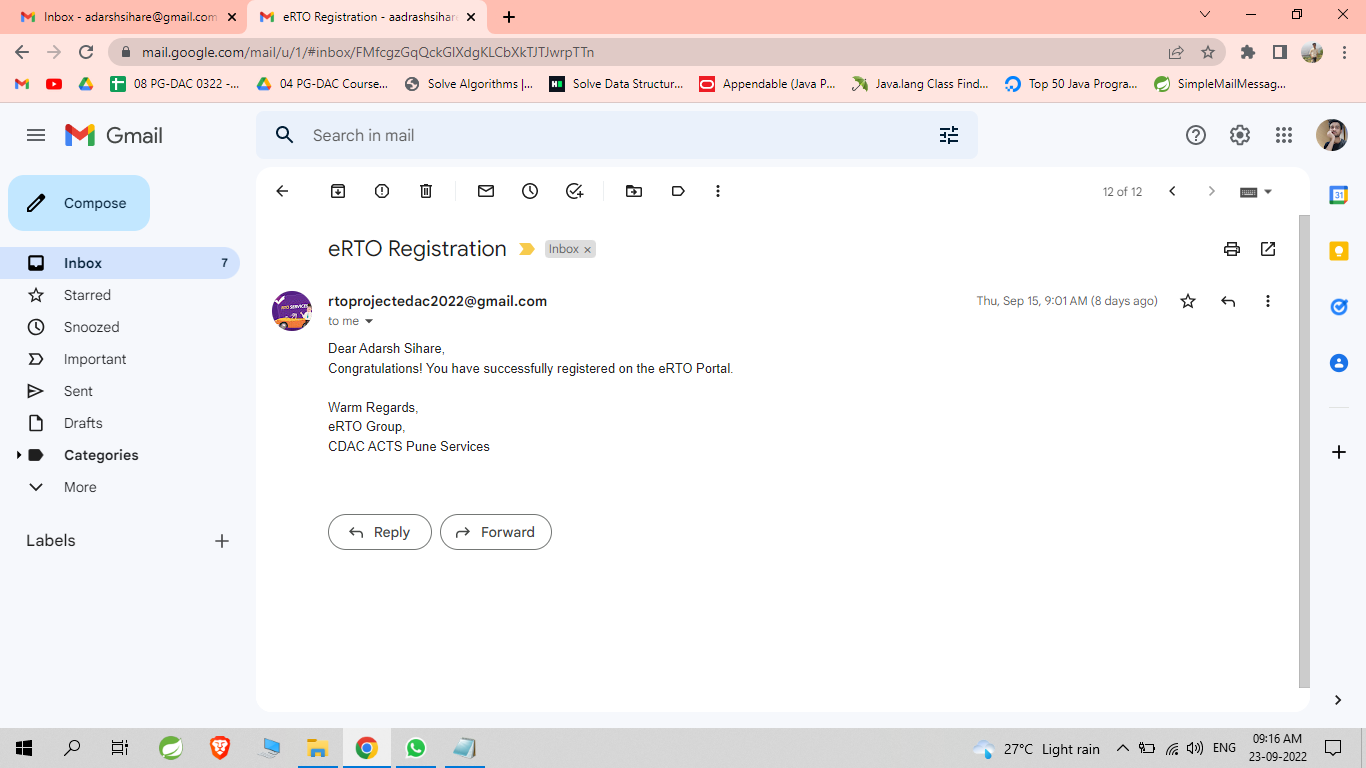 Inbox - adarshsihare@gmail.com
eRTO Registration - aadrashsihar
mail.google.com/mail/u/1/#inbox/FMfcgzGqQckGlXdgKLCbXkTJTJwrpTTn
08 PG-DAC 0322 -...
04 PG-DAC Course...
Solve Algorithms |...
Solve Data Structur...
Appendable (Java P...
Java.lang Class Find...
Top 50 Java Progra...
SimpleMailMessag...
Gmail
Search in mail
Compose
12 of 12
Inbox 7
Starred
Snoozed
Important
Sent
Drafts
Categories
More
Labels
eRTO Registration
Inbox ×
RTO SERVICES
rtoprojectedac2022@gmail.com
Thu, Sep 15, 9:01 AM (8 days ago)
to me
Dear Adarsh Sihare,
Congratulations! You have successfully registered on the eRTO Portal.
Warm Regards,
eRTO Group,
CDAC ACTS Pune Services
Reply
Forward
31
27°C Light rain
ENG
09:16 AM
23-09-2022